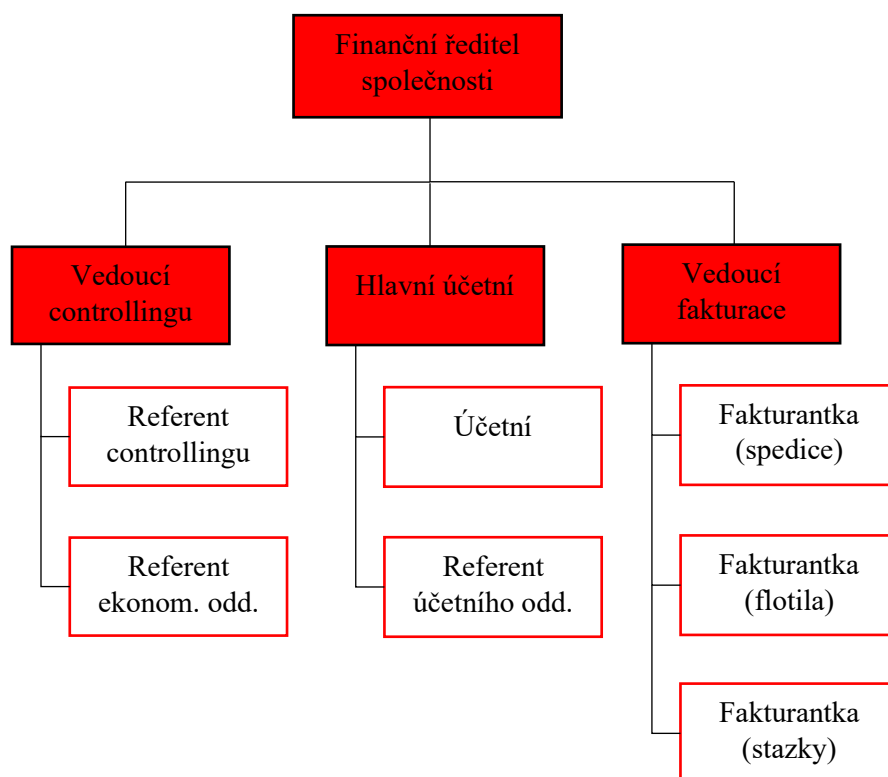 Finanční ředitel
společnosti
Vedoucí
controllingu
Hlavní účetní
Vedoucí
fakturace
Referent
controllingu
Účetní
Fakturantka
(spedice)
Referent
ekonom. odd.
Referent
účetního odd.
Fakturantka
(flotila)
Fakturantka
(stazky)